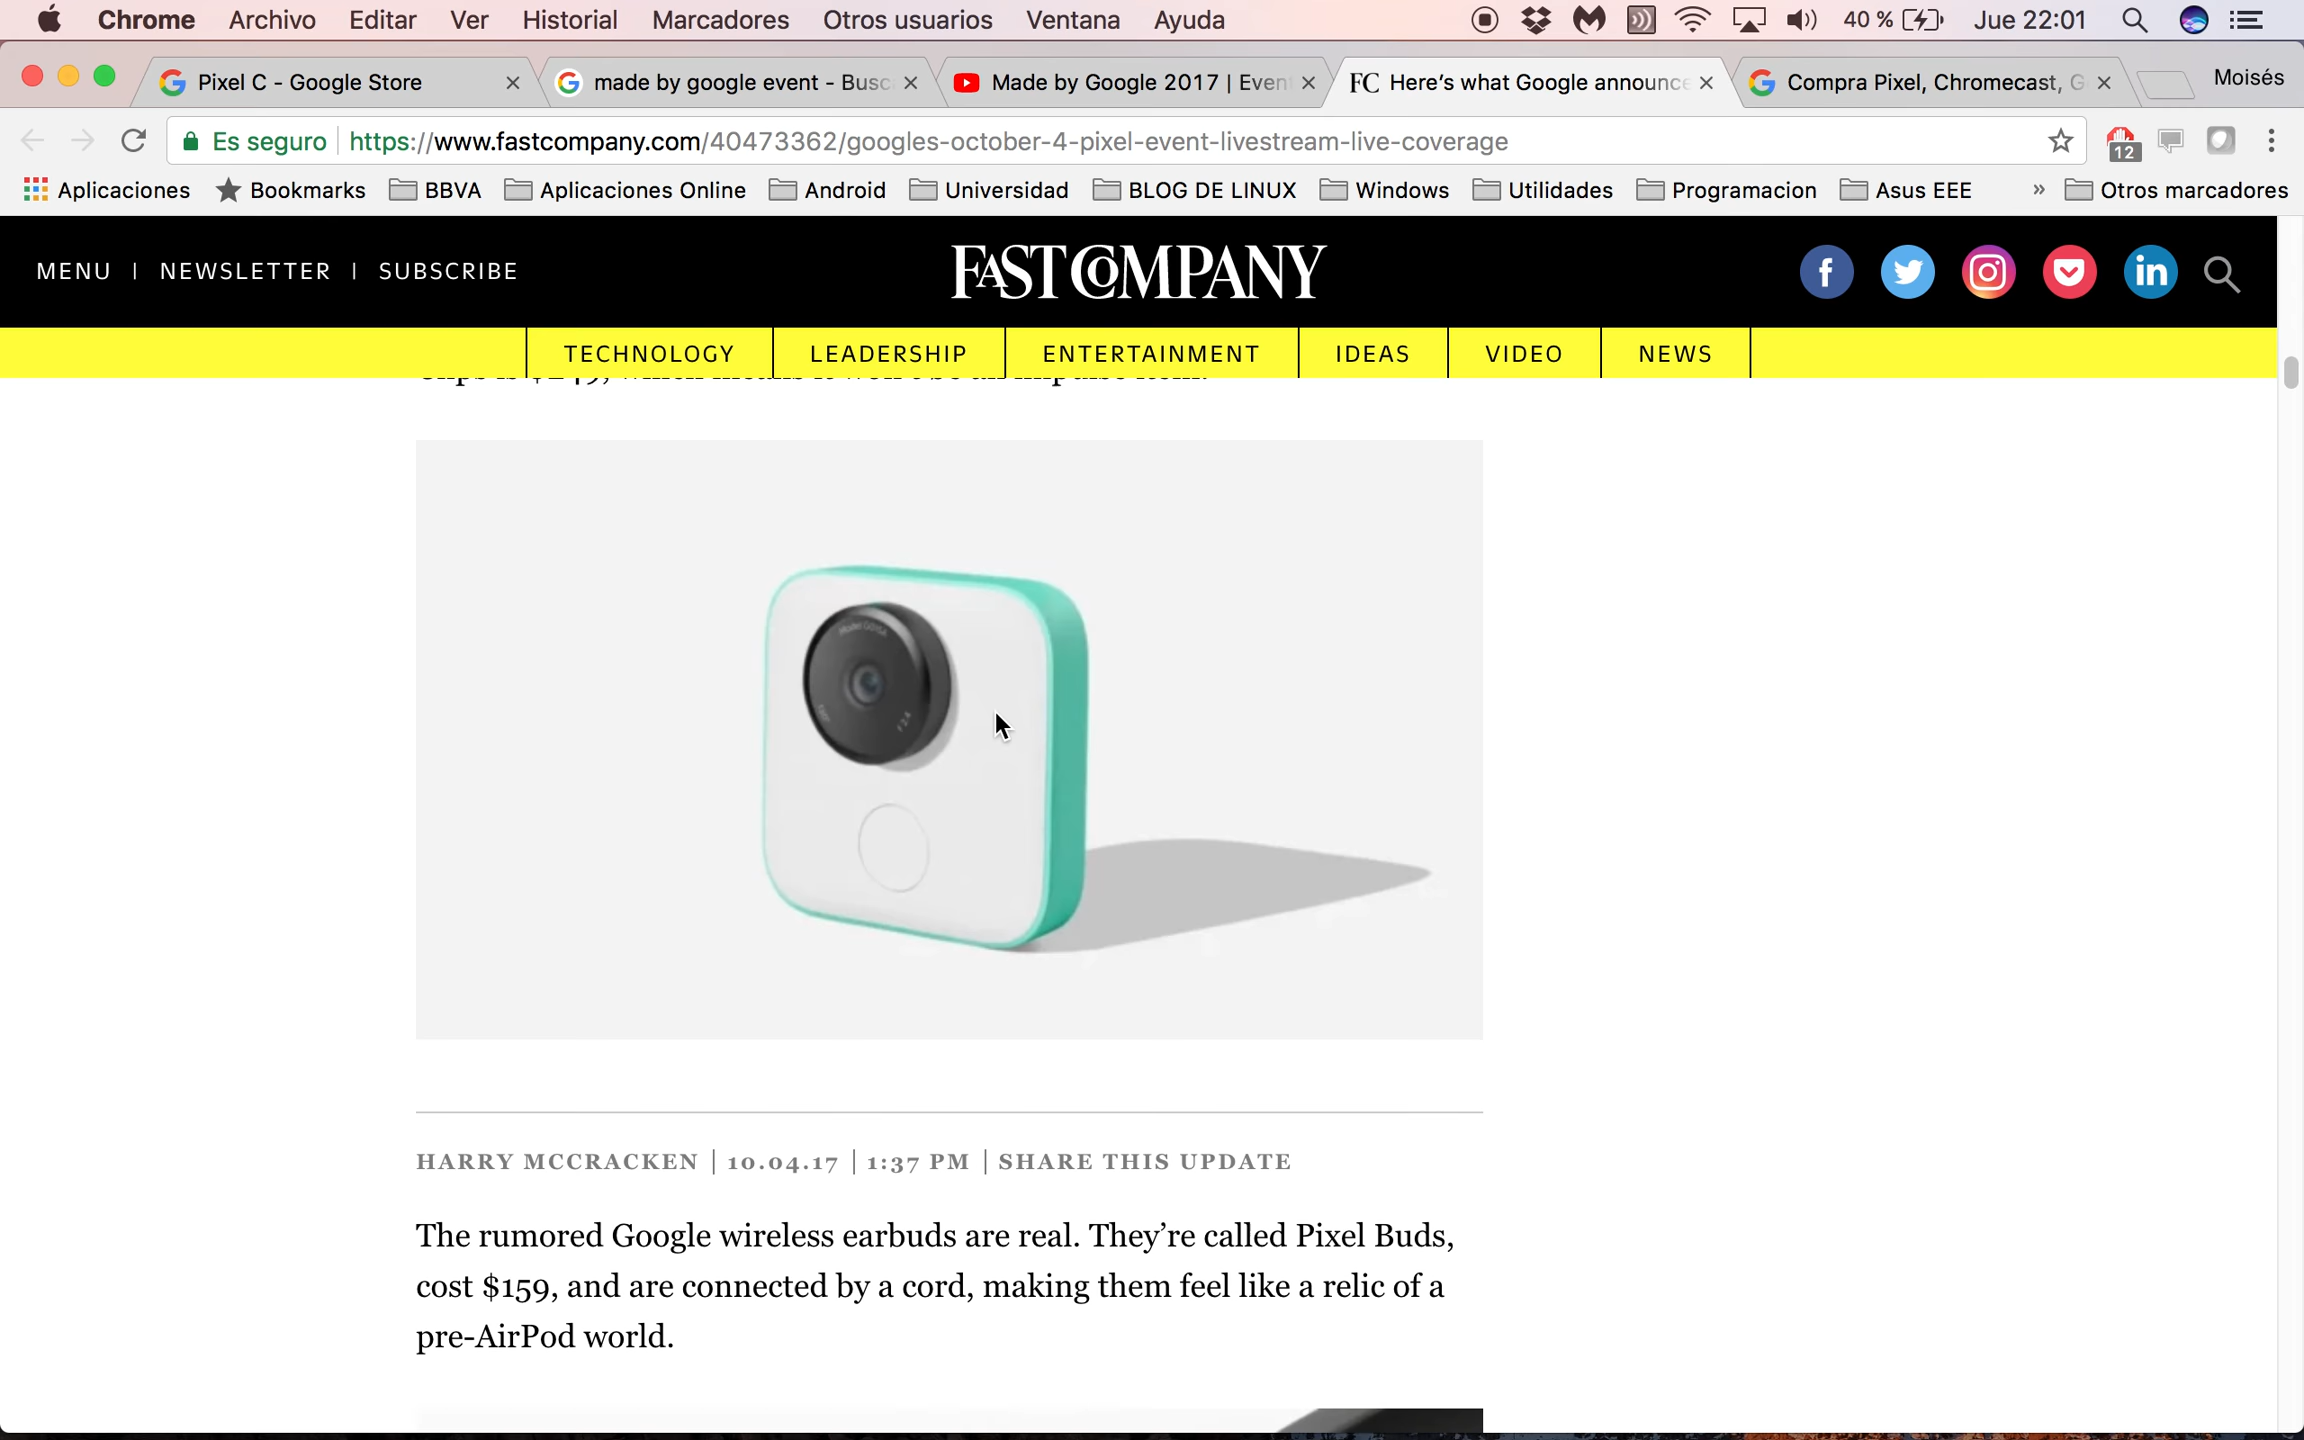 Chrome Archivo Editar Ver Historial Marcadores Otros usuarios Ventana Ayuda 40 % Jue 22:01
Pixel C - Google Store made by google event - Busc Made by Google 2017 | Even Here’s what Google announce Compra Pixel, Chromecast, G Moisés
Es seguro https://www.fastcompany.com/40473362/googles-october-4-pixel-event-livestream-live-coverage 12
Aplicaciones Bookmarks BBVA Aplicaciones Online Android Universidad BLOG DE LINUX Windows Utilidades Programacion Asus EEE » Otros marcadores
MENU | NEWSLETTER | SUBSCRIBE FAST COMPANY
TECHNOLOGY LEADERSHIP ENTERTAINMENT IDEAS VIDEO NEWS
HARRY MCCRACKEN | 10.04.17 | 1:37 PM | SHARE THIS UPDATE
The rumored Google wireless earbuds are real. They’re called Pixel Buds,
cost $159, and are connected by a cord, making them feel like a relic of a
pre-AirPod world.